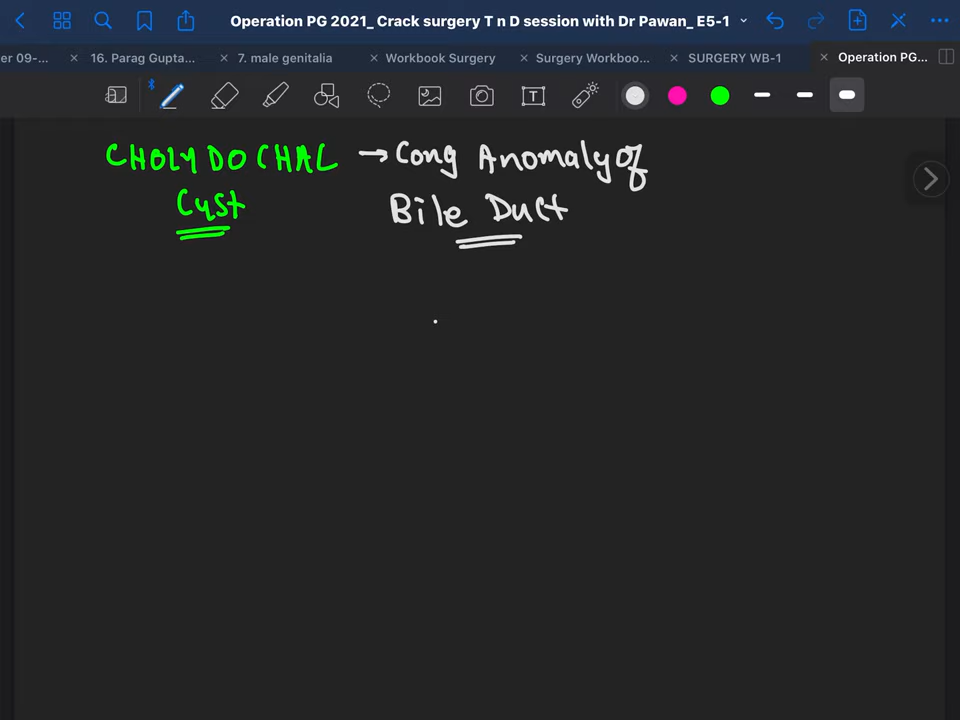 Operation PG 2021_ Crack surgery T n D session with Dr Pawan_ E5-1
er 09-... 16. Parag Gupta... 7. male genitalia Workbook Surgery Surgery Workboo... SURGERY WB-1 Operation PG...
CHOLYDOCHAL → Cong Anomaly of
Cyst Bile Duct